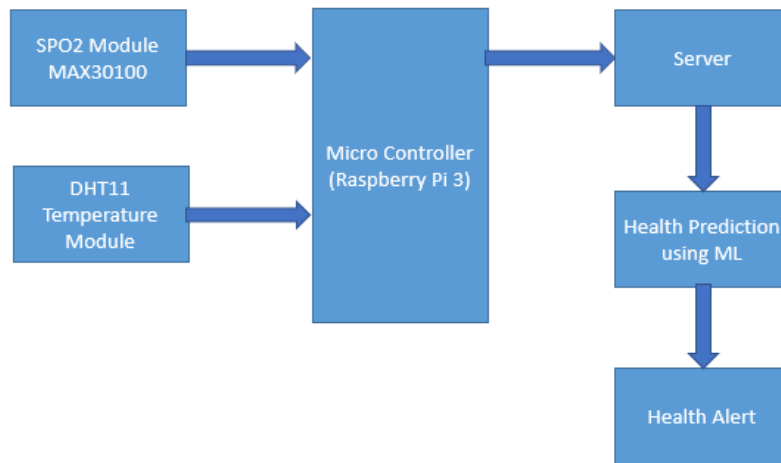 SPO2 Module
MAX30100
Micro Controller
(Raspberry Pi 3)
Server
DHT11
Temperature
Module
Health Prediction
using ML
Health Alert